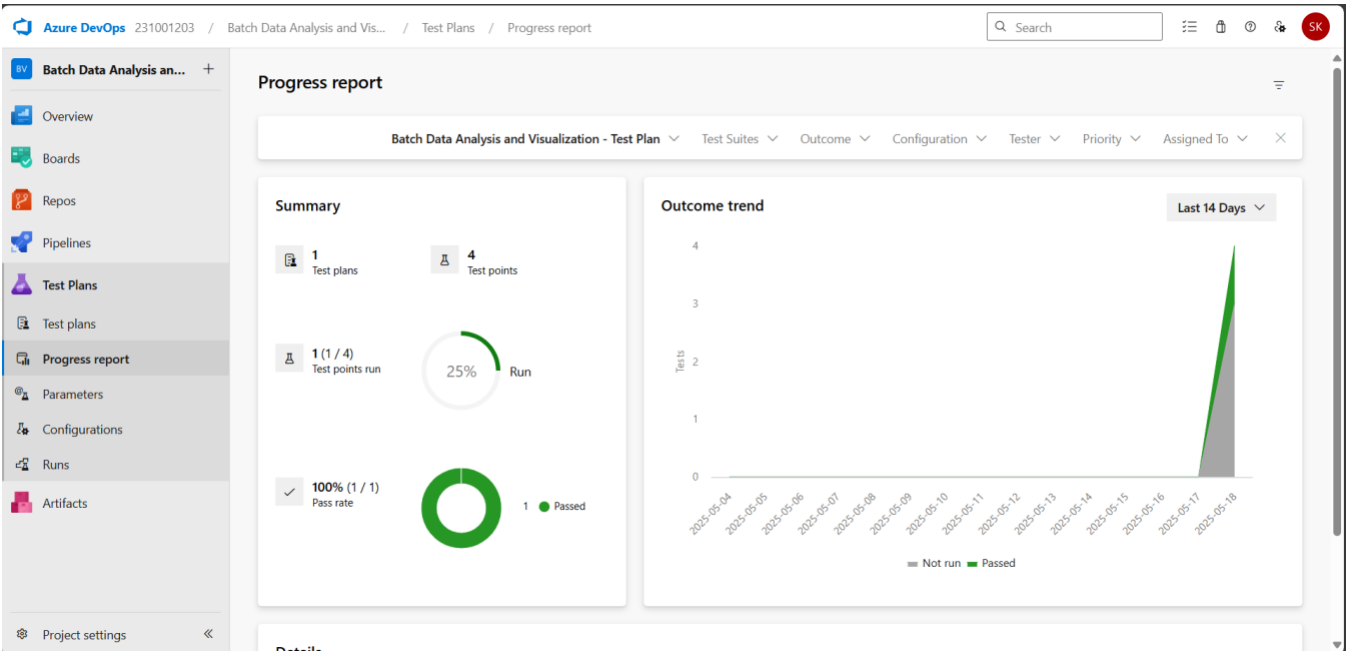 Azure DevOps 231001203 / Batch Data Analysis and Vis... / Test Plans / Progress report
Search
SK
BV Batch Data Analysis an... +
Overview
Boards
Repos
Pipelines
Test Plans
Test plans
Progress report
Parameters
Configurations
Runs
Artifacts
Project settings
Progress report
Batch Data Analysis and Visualization - Test Plan Test Suites Outcome Configuration Tester Priority Assigned To
Summary
1
Test plans
4
Test points
1 (1 / 4)
Test points run
25%
Run
100% (1 / 1)
Pass rate
1 Passed
Outcome trend
Last 14 Days
Tests
4
3
2
1
0
2025-05-04
2025-05-05
2025-05-06
2025-05-07
2025-05-08
2025-05-09
2025-05-10
2025-05-11
2025-05-12
2025-05-13
2025-05-14
2025-05-15
2025-05-16
2025-05-17
2025-05-18
Not run Passed
Details